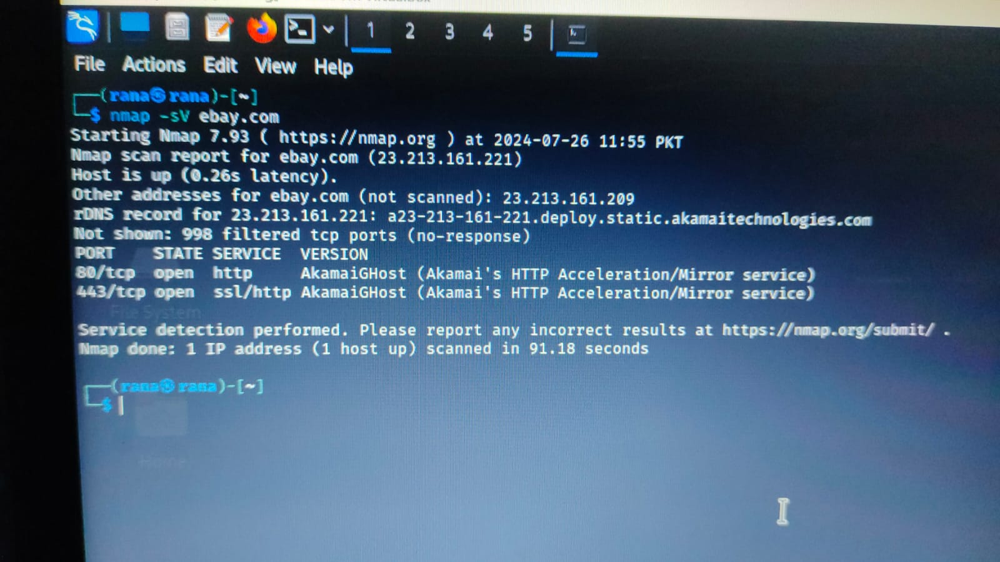 1 2 3 4 5
File Actions Edit View Help
(rana㉿rana)-[~]
$ nmap -sV ebay.com
Starting Nmap 7.93 ( https://nmap.org ) at 2024-07-26 11:55 PKT
Nmap scan report for ebay.com (23.213.161.221)
Host is up (0.26s latency).
Other addresses for ebay.com (not scanned): 23.213.161.209
rDNS record for 23.213.161.221: a23-213-161-221.deploy.static.akamaitechnologies.com
Not shown: 998 filtered tcp ports (no-response)
PORT STATE SERVICE VERSION
80/tcp open http AkamaiGHost (Akamai's HTTP Acceleration/Mirror service)
443/tcp open ssl/http AkamaiGHost (Akamai's HTTP Acceleration/Mirror service)
File System
Service detection performed. Please report any incorrect results at https://nmap.org/submit/ .
Nmap done: 1 IP address (1 host up) scanned in 91.18 seconds
(rana㉿rana)-[~]
$
Home